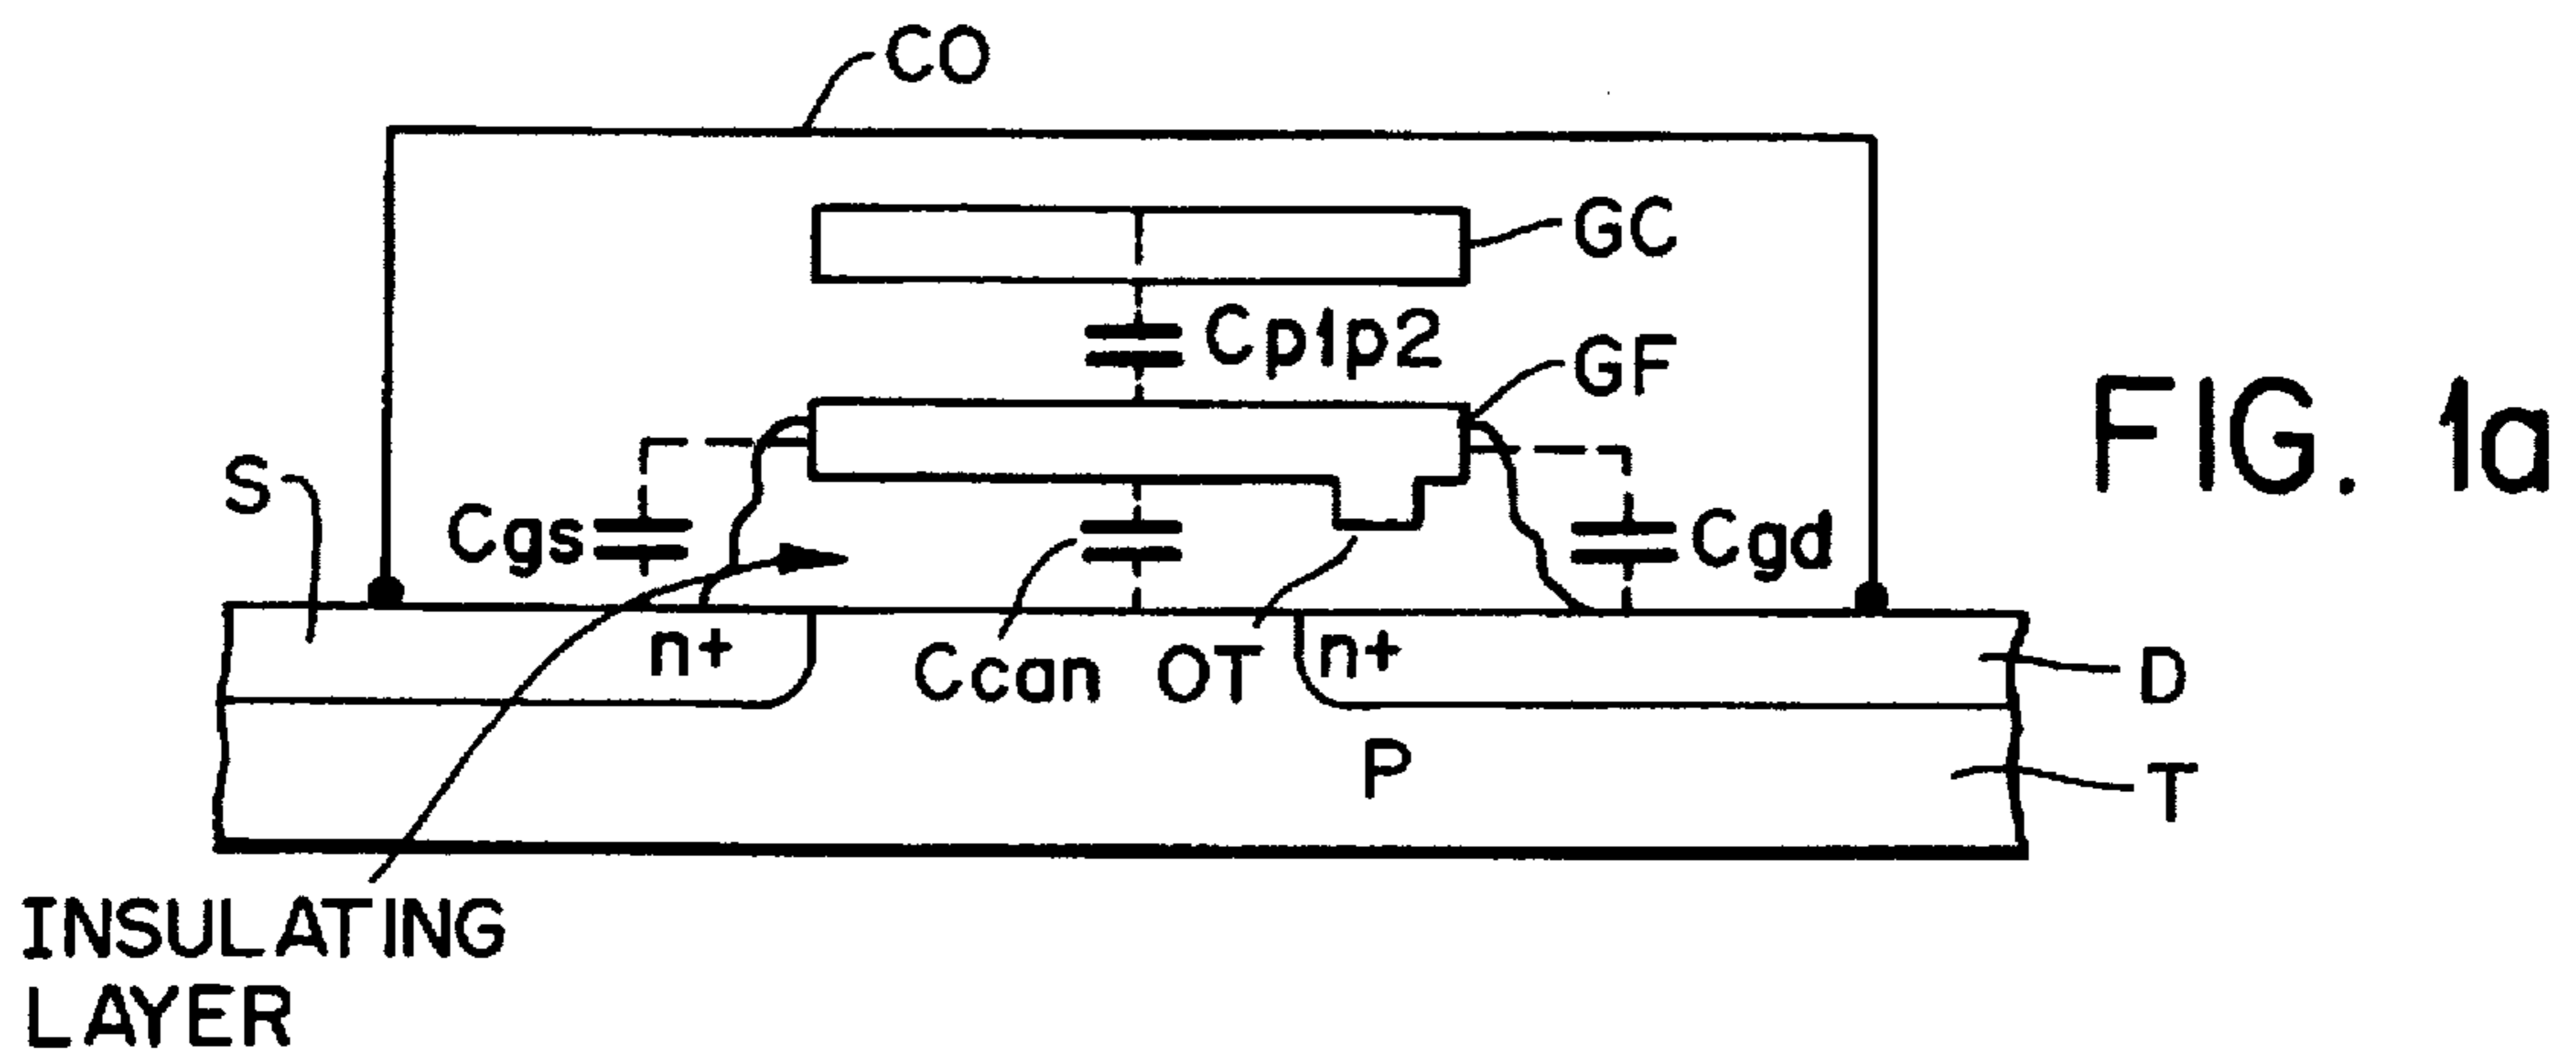 CO
GC
Cp1p2
GF
FIG. 1a
S
Cgs
Cgd
n+
Ccan
OT
n+
D
P
T
INSULATING
LAYER